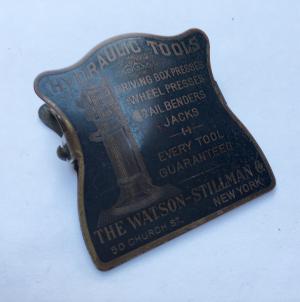 HYDRAULIC TOOLS
DRIVING BOX PRESSES
WHEEL PRESSES
RAIL BENDERS
JACKS
EVERY TOOL
GUARANTEED
THE WATSON-STILLMAN Co.
50 CHURCH ST. NEW YORK.